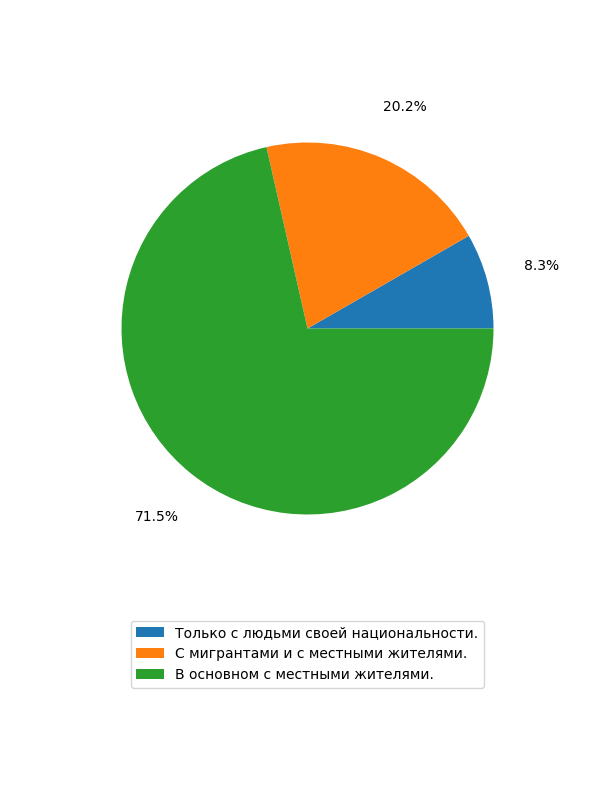 20.2%
8.3%
71.5%
Только с людьми своей национальности.
С мигрантами и с местными жителями.
В основном с местными жителями.